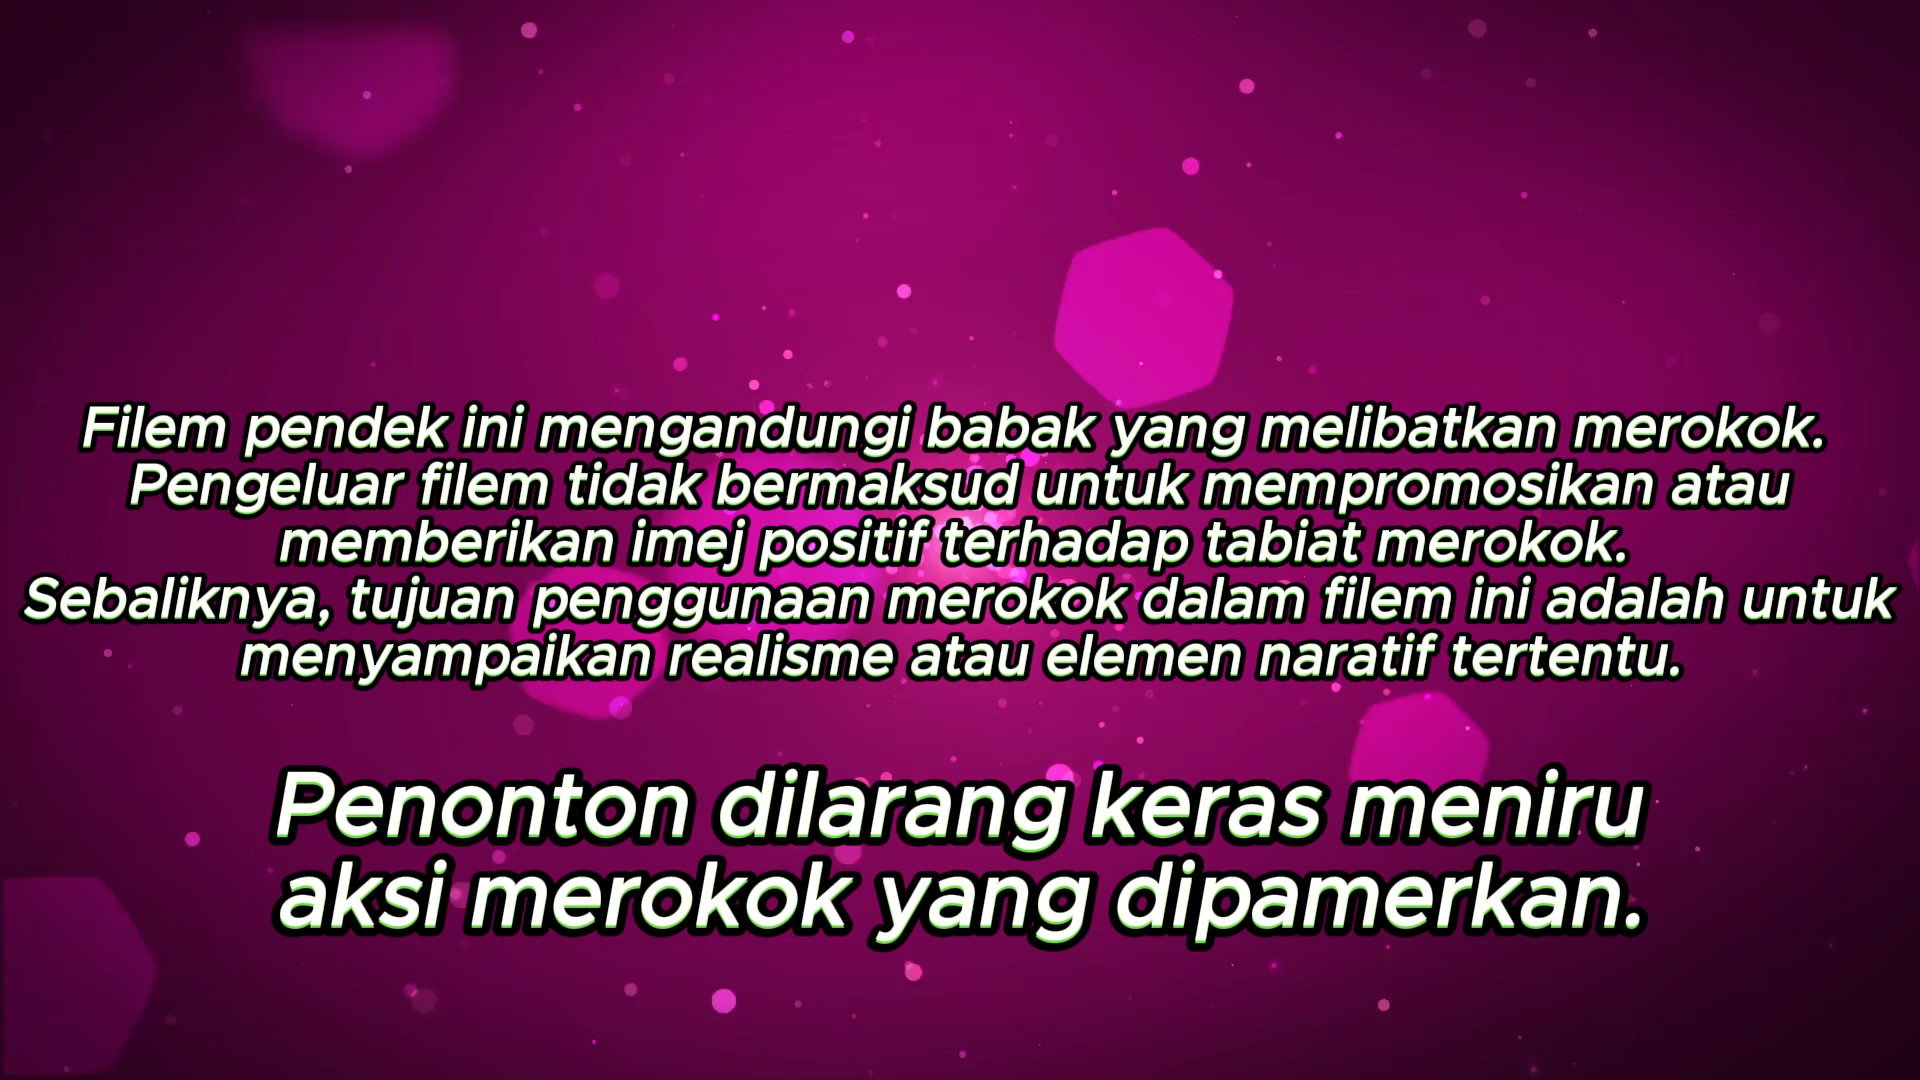 Filem pendek ini mengandungi babak yang melibatkan merokok.
Pengeluar filem tidak bermaksud untuk mempromosikan atau
memberikan imej positif terhadap tabiat merokok.
Sebaliknya, tujuan penggunaan merokok dalam filem ini adalah untuk
menyampaikan realisme atau elemen naratif tertentu.
Penonton dilarang keras meniru
aksi merokok yang dipamerkan.